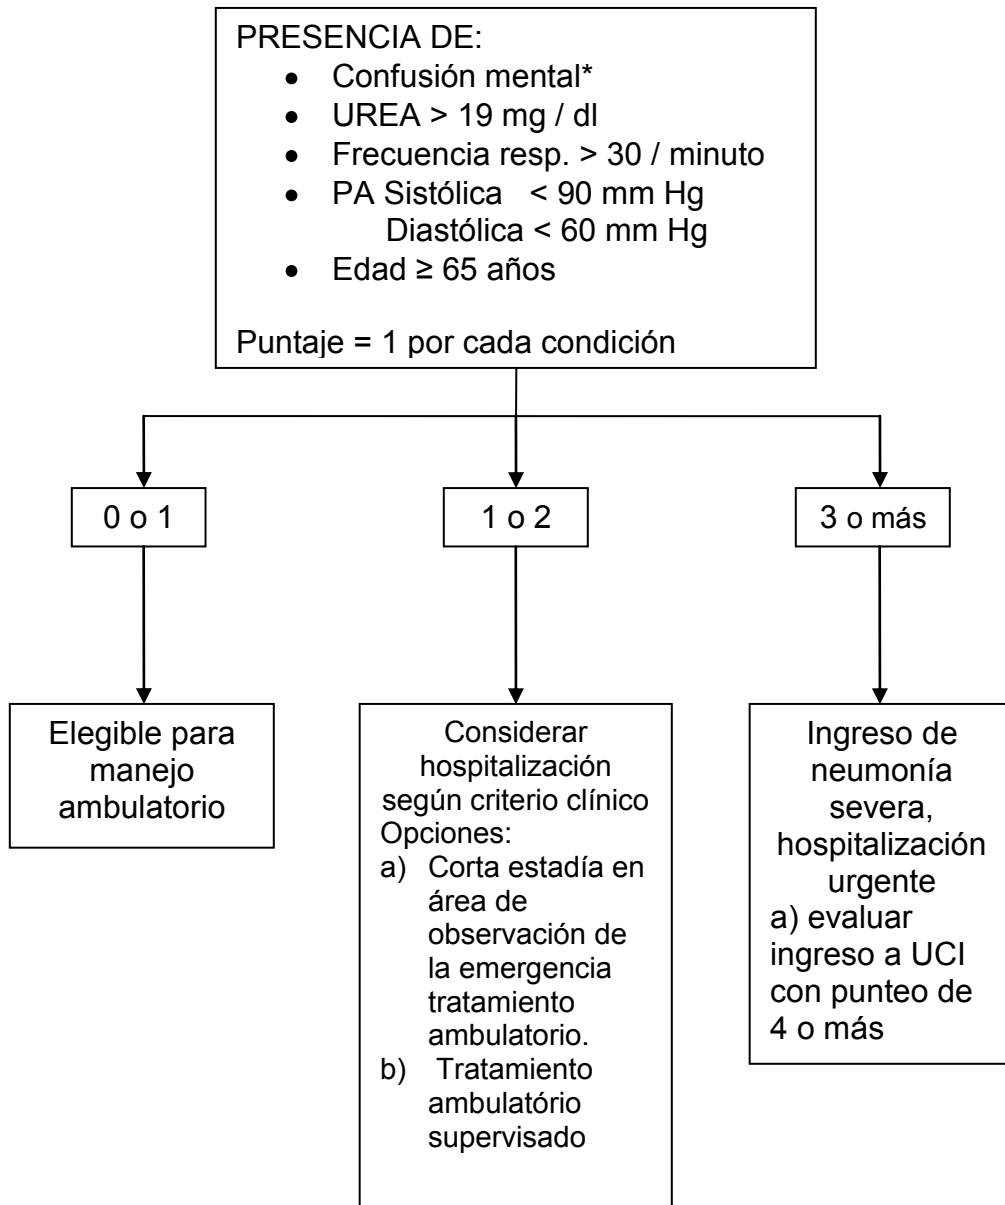 PRESENCIA DE:
• Confusión mental*
• UREA > 19 mg / dl
• Frecuencia resp. > 30 / minuto
• PA Sistólica < 90 mm Hg
Diastólica < 60 mm Hg
• Edad ≥ 65 años
Puntaje = 1 por cada condición
0 o 1
1 o 2
3 o más
Elegible para
manejo
ambulatorio
Considerar
hospitalización
según criterio clínico
Opciones:
a) Corta estadía en
área de
observación de
la emergencia
tratamiento
ambulatorio.
b) Tratamiento
ambulatório
supervisado
Ingreso de
neumonía
severa,
hospitalización
urgente
a) evaluar
ingreso a UCI
con punteo de
4 o más